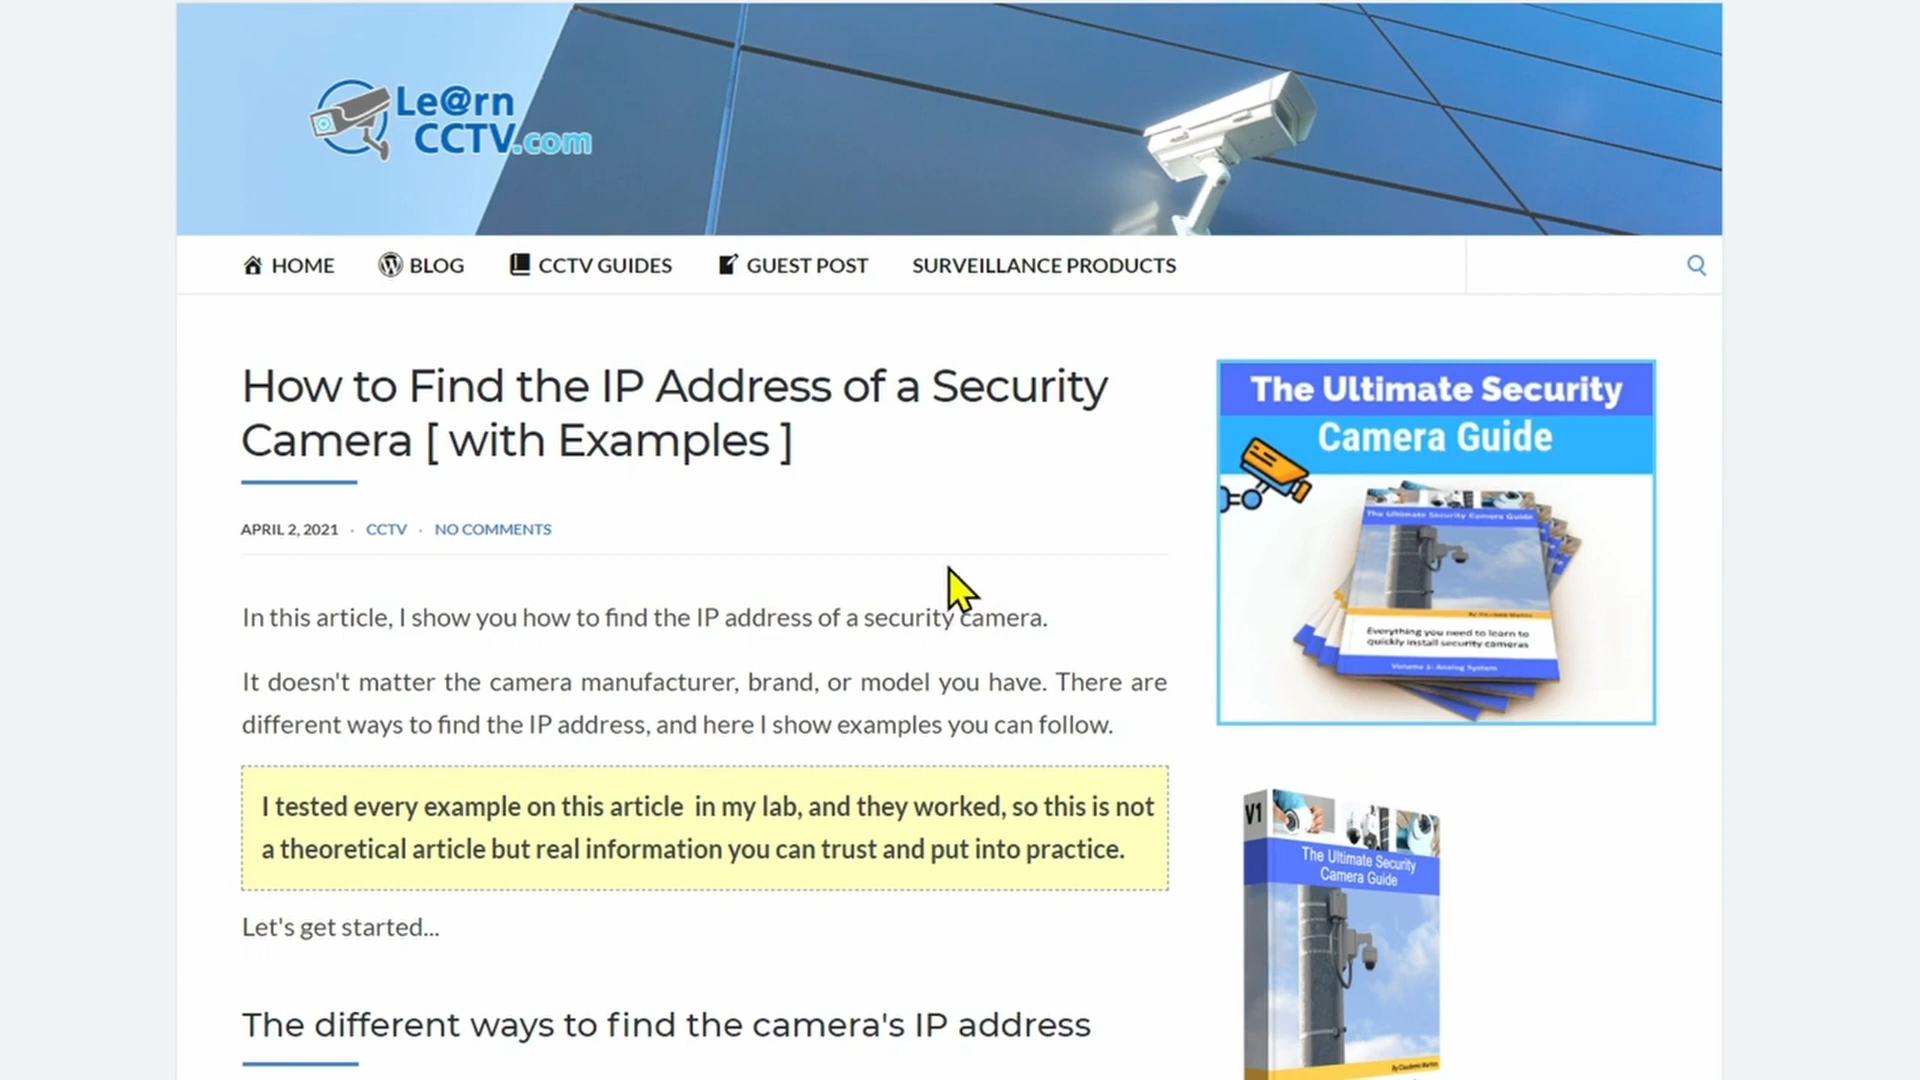 Le@rn
CCTV.com
HOME
BLOG
CCTV GUIDES
GUEST POST
SURVEILLANCE PRODUCTS
How to Find the IP Address of a Security
Camera [ with Examples ]
APRIL 2, 2021 · CCTV · NO COMMENTS
In this article, I show you how to find the IP address of a security camera.
It doesn't matter the camera manufacturer, brand, or model you have. There are
different ways to find the IP address, and here I show examples you can follow.
I tested every example on this article in my lab, and they worked, so this is not
a theoretical article but real information you can trust and put into practice.
Let's get started...
The different ways to find the camera's IP address
The Ultimate Security
Camera Guide
The Ultimate Security Camera Guide
Everything you need to learn to
quickly install security cameras
Volume 1: Analog System
V1
The Ultimate Security
Camera Guide